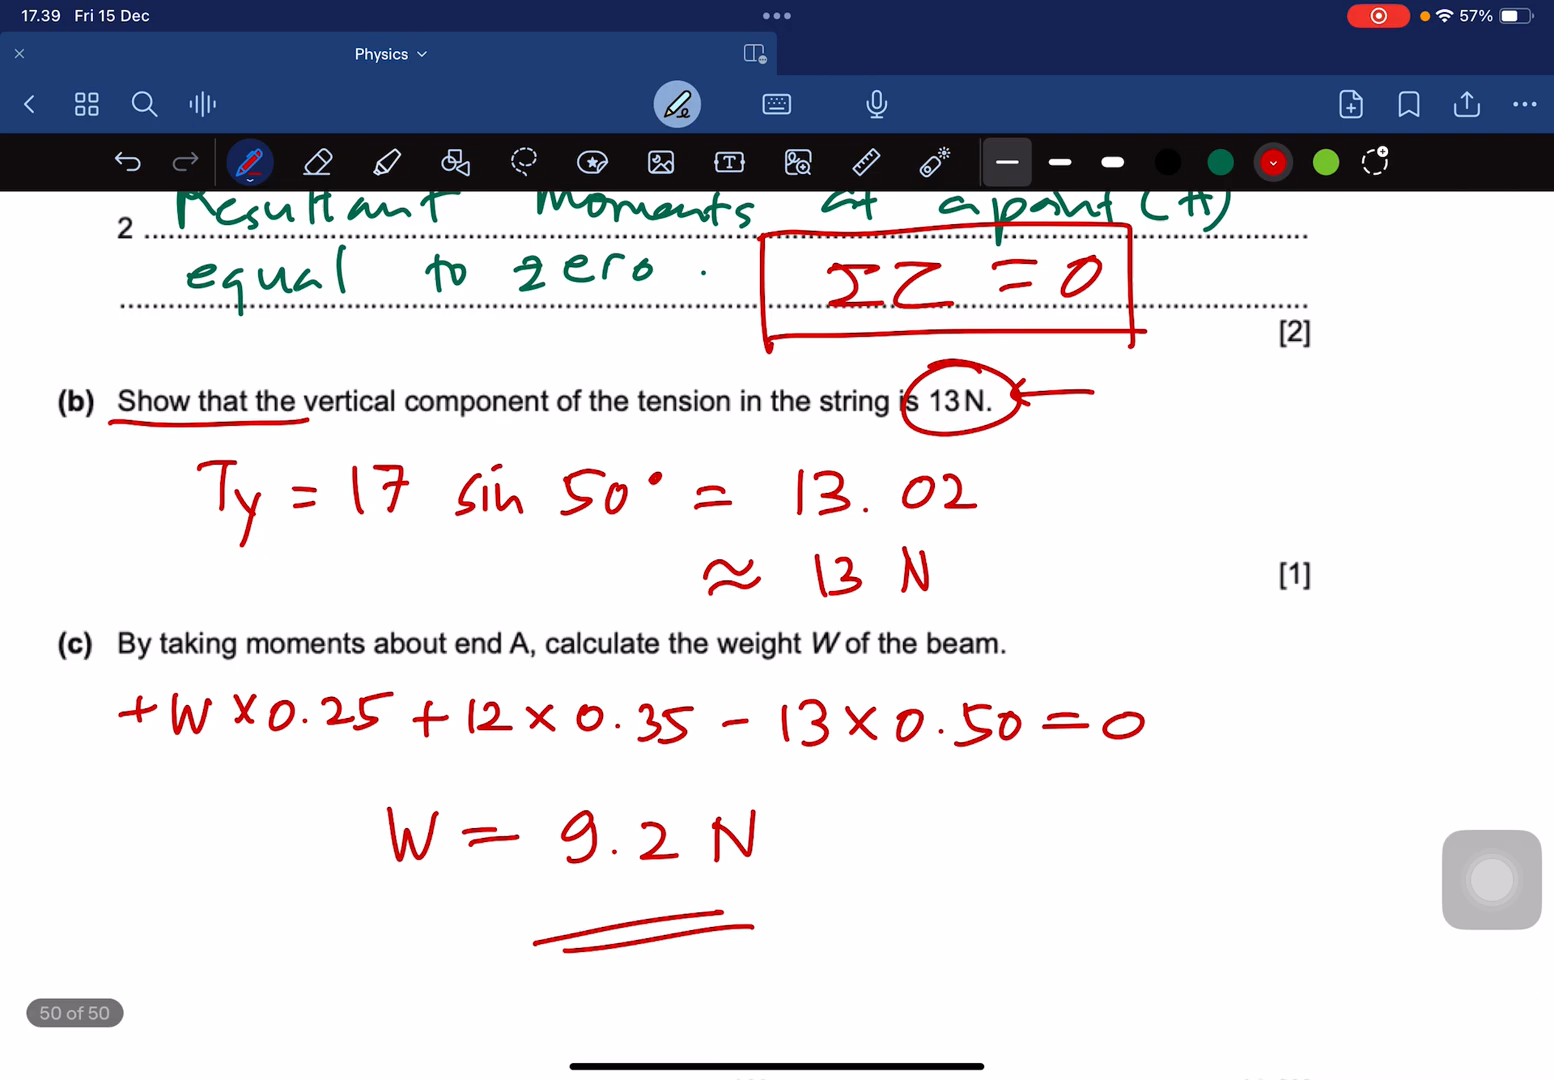 17.39 Fri 15 Dec
57%
Physics
Resultant moments at a point (A)
2
equal to zero. Στ = 0
[2]
(b) Show that the vertical component of the tension in the string is 13 N.
Ty = 17 sin 50° = 13.02
≈ 13 N
[1]
(c) By taking moments about end A, calculate the weight W of the beam.
+W × 0.25 + 12 × 0.35 - 13 × 0.50 = 0
W = 9.2 N
50 of 50